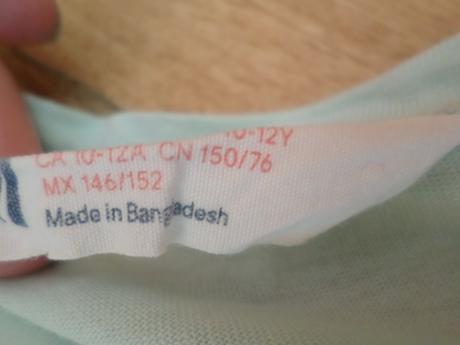 10-12Y
CA 10-12A CN 150/76
MX 146/152
Made in Bangladesh